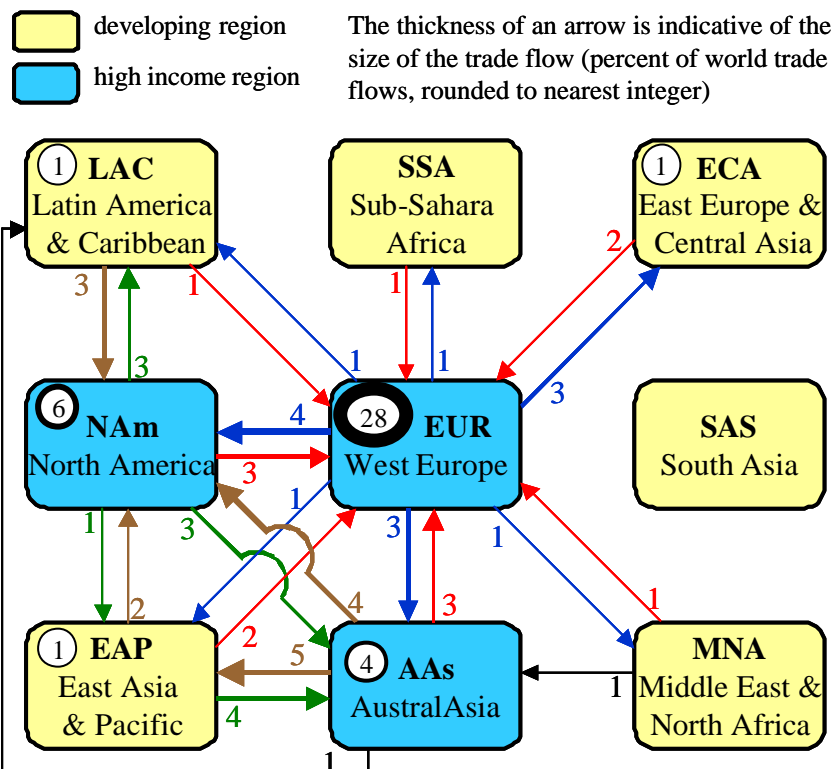 developing region
high income region
The thickness of an arrow is indicative of the
size of the trade flow (percent of world trade
flows, rounded to nearest integer)
1 LAC
Latin America
& Caribbean
SSA
Sub-Sahara
Africa
1 ECA
East Europe &
Central Asia
3
1
1
2
3
1
1
3
6
NAm
North America
4
3
28
EUR
West Europe
SAS
South Asia
1
3
1
3
1
2
2
4
3
1
1 EAP
East Asia
& Pacific
5
4
4
AAs
AustralAsia
1
MNA
Middle East &
North Africa
1